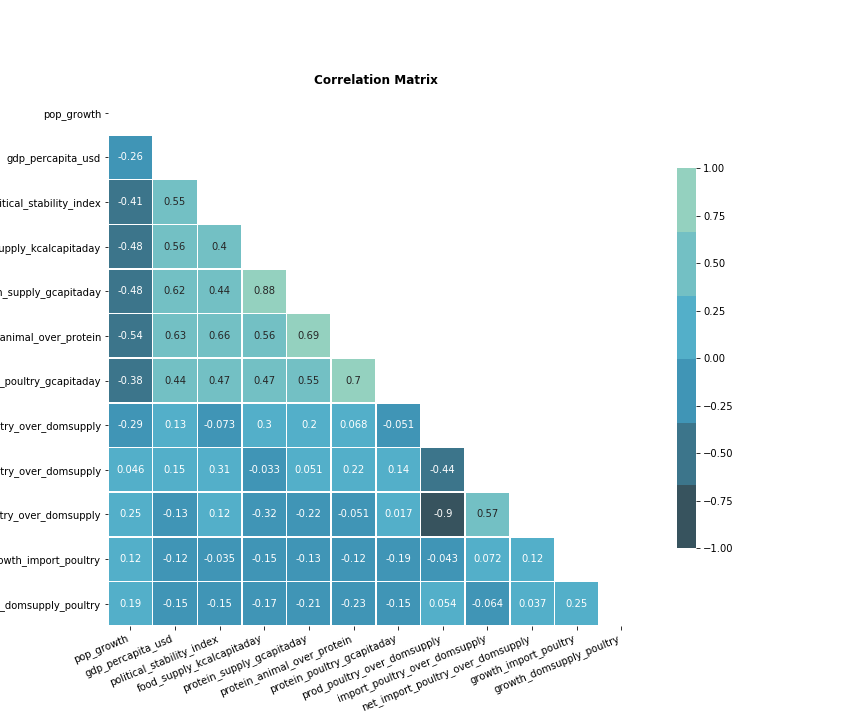 Correlation Matrix
pop_growth
gdp_percapita_usd -0.26
itical_stability_index -0.41 0.55
upply_kcalcapitaday -0.48 0.56 0.4
n_supply_gcapitaday -0.48 0.62 0.44 0.88
animal_over_protein -0.54 0.63 0.66 0.56 0.69
_poultry_gcapitaday -0.38 0.44 0.47 0.47 0.55 0.7
try_over_domsupply -0.29 0.13 -0.073 0.3 0.2 0.068 -0.051
try_over_domsupply 0.046 0.15 0.31 -0.033 0.051 0.22 0.14 -0.44
try_over_domsupply 0.25 -0.13 0.12 -0.32 -0.22 -0.051 0.017 -0.9 0.57
owth_import_poultry 0.12 -0.12 -0.035 -0.15 -0.13 -0.12 -0.19 -0.043 0.072 0.12
_domsupply_poultry 0.19 -0.15 -0.15 -0.17 -0.21 -0.23 -0.15 0.054 -0.064 0.037 0.25
pop_growth
gdp_percapita_usd
political_stability_index
food_supply_kcalcapitaday
protein_supply_gcapitaday
protein_animal_over_protein
protein_poultry_gcapitaday
prod_poultry_over_domsupply
import_poultry_over_domsupply
net_import_poultry_over_domsupply
growth_import_poultry
growth_domsupply_poultry
1.00
0.75
0.50
0.25
0.00
−0.25
−0.50
−0.75
−1.00